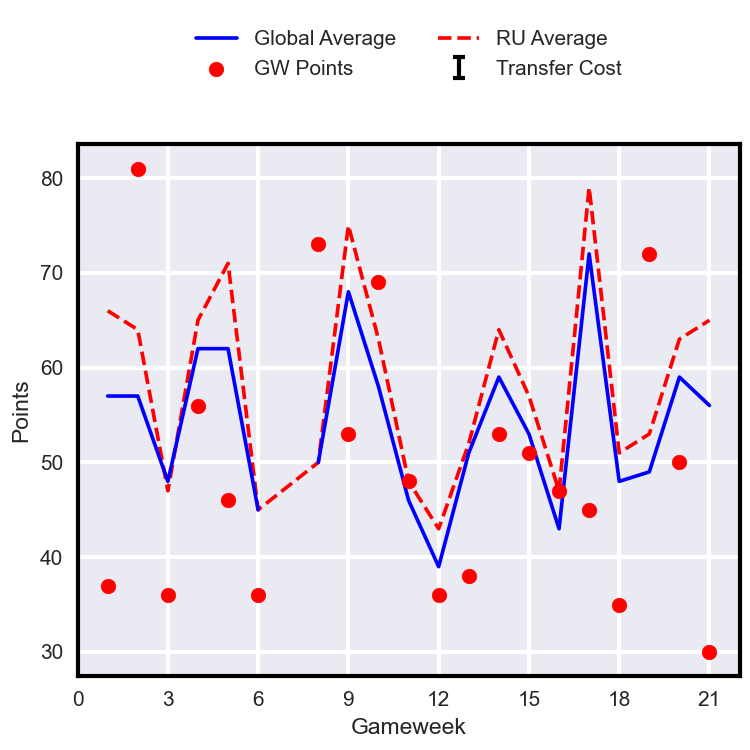 Global Average
RU Average
GW Points
Transfer Cost
80
70
60
50
40
30
Points
0 3 6 9 12 15 18 21
Gameweek